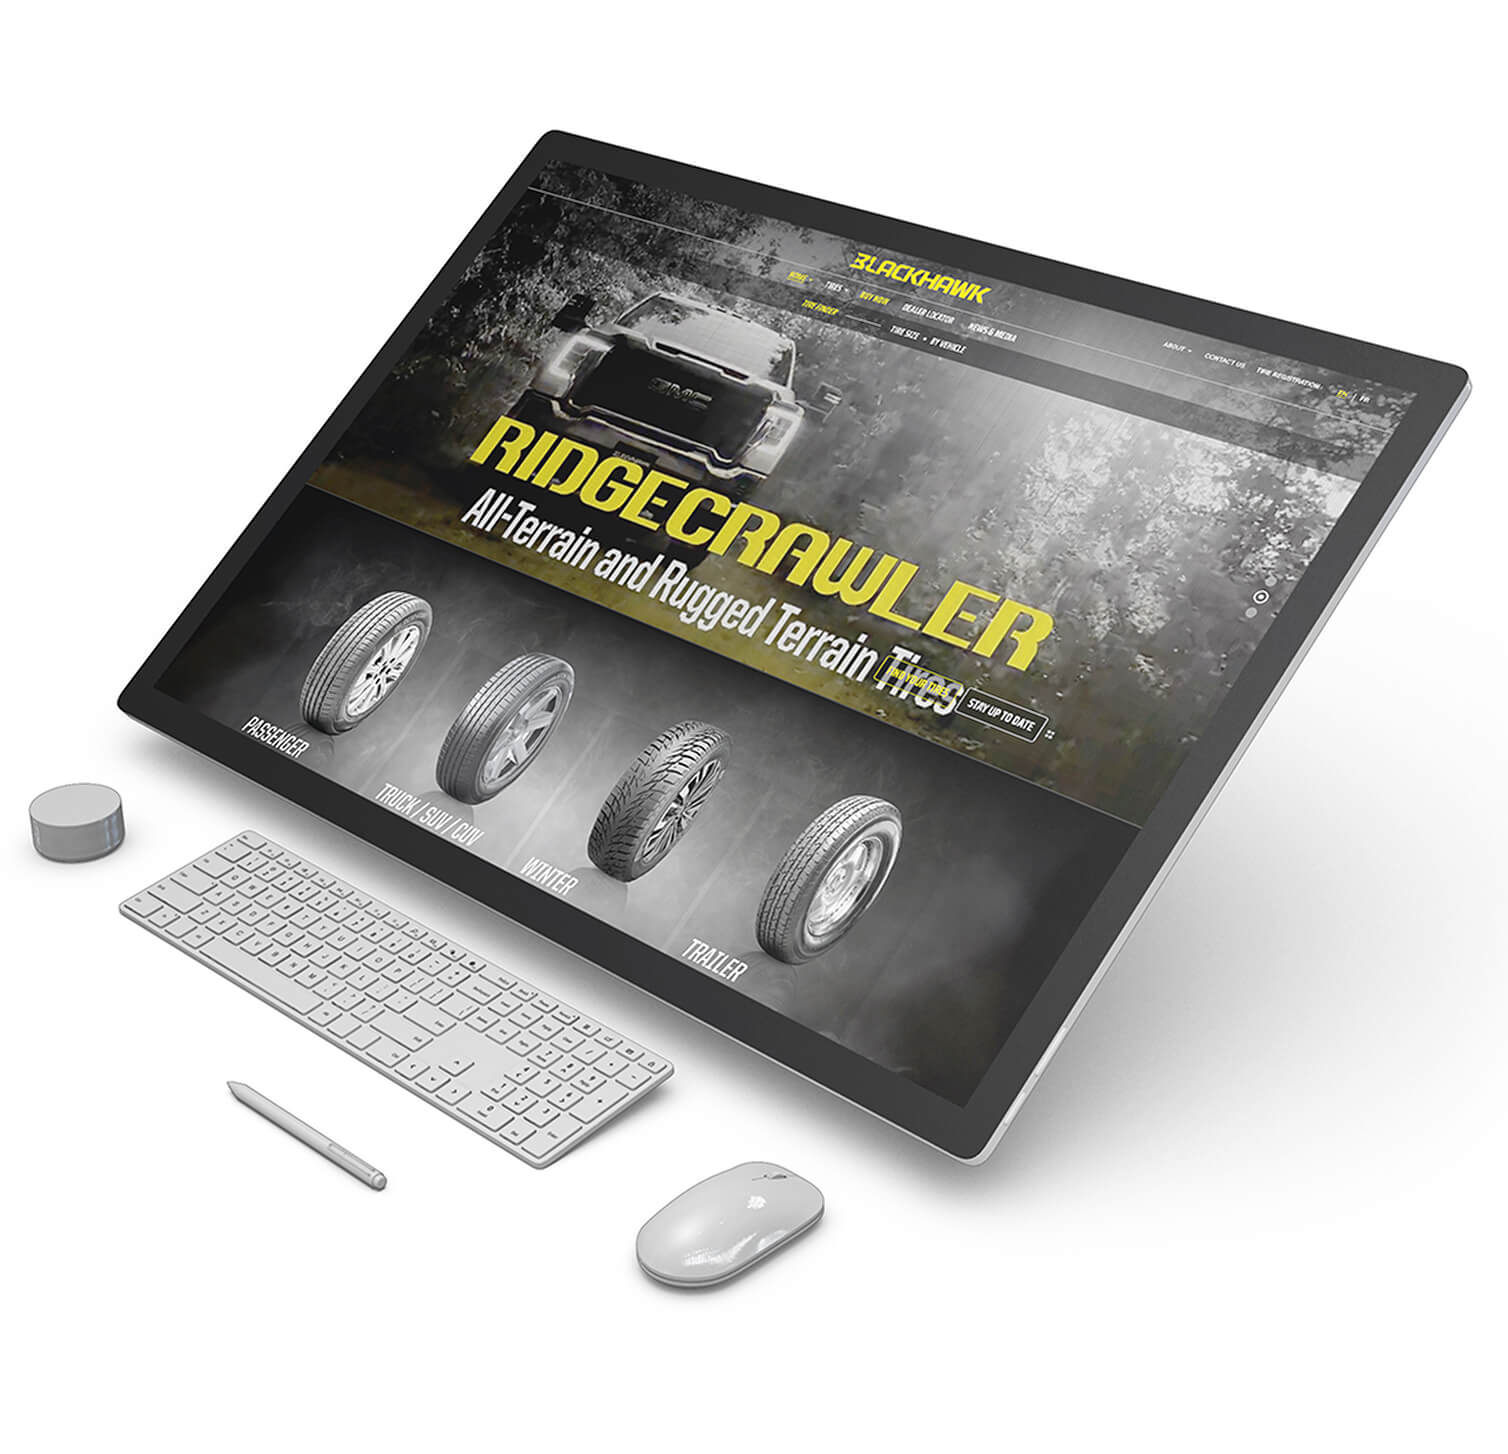 BLACKHAWK
HOME TIRES BUY NOW DEALER LOCATOR NEWS & MEDIA
ABOUT CONTACT US TIRE REGISTRATION EN | FR
TIRE FINDER TIRE SIZE • BY VEHICLE
GMC
RIDGECRAWLER
All-Terrain and Rugged Terrain Tires
FIND YOUR TIRES
STAY UP TO DATE
PASSENGER
TRUCK / SUV / CUV
WINTER
TRAILER